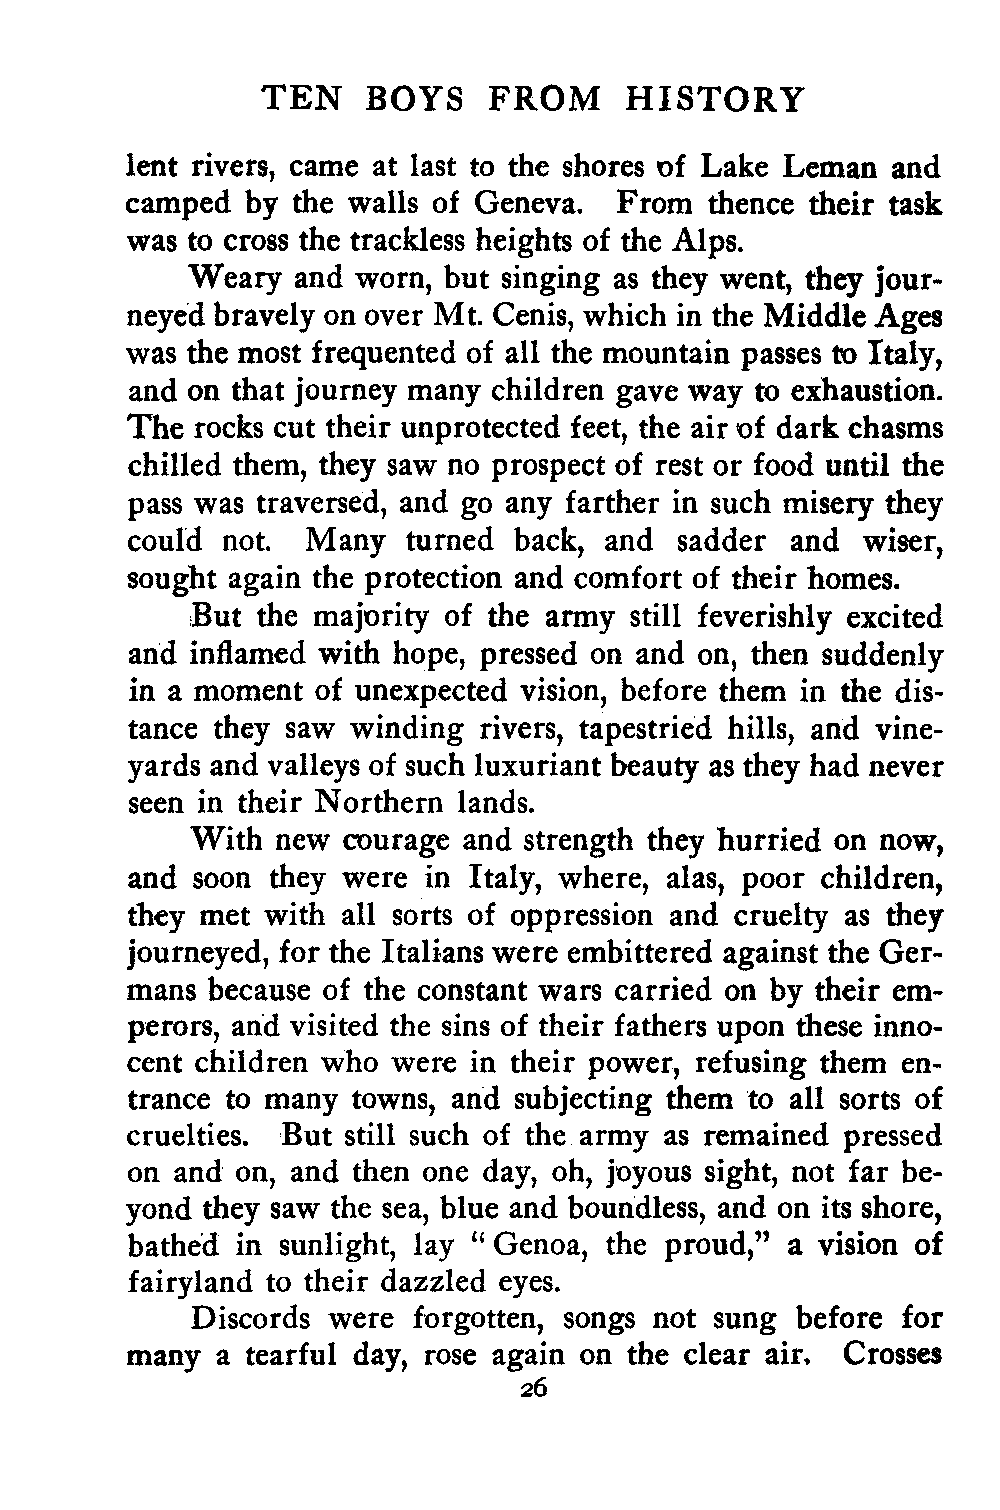 TEN BOYS FROM HISTORY
lent rivers, came at last to the shores of Lake Leman and
camped by the walls of Geneva. From thence their task
was to cross the trackless heights of the Alps.
Weary and worn, but singing as they went, they jour-
neyed bravely on over Mt. Cenis, which in the Middle Ages
was the most frequented of all the mountain passes to Italy,
and on that journey many children gave way to exhaustion.
The rocks cut their unprotected feet, the air of dark chasms
chilled them, they saw no prospect of rest or food until the
pass was traversed, and go any farther in such misery they
could not. Many turned back, and sadder and wiser,
sought again the protection and comfort of their homes.
But the majority of the army still feverishly excited
and inflamed with hope, pressed on and on, then suddenly
in a moment of unexpected vision, before them in the dis-
tance they saw winding rivers, tapestried hills, and vine-
yards and valleys of such luxuriant beauty as they had never
seen in their Northern lands.
With new courage and strength they hurried on now,
and soon they were in Italy, where, alas, poor children,
they met with all sorts of oppression and cruelty as they
journeyed, for the Italians were embittered against the Ger-
mans because of the constant wars carried on by their em-
perors, and visited the sins of their fathers upon these inno-
cent children who were in their power, refusing them en-
trance to many towns, and subjecting them to all sorts of
cruelties. But still such of the army as remained pressed
on and on, and then one day, oh, joyous sight, not far be-
yond they saw the sea, blue and boundless, and on its shore,
bathed in sunlight, lay " Genoa, the proud," a vision of
fairyland to their dazzled eyes.
Discords were forgotten, songs not sung before for
many a tearful day, rose again on the clear air. Crosses
26